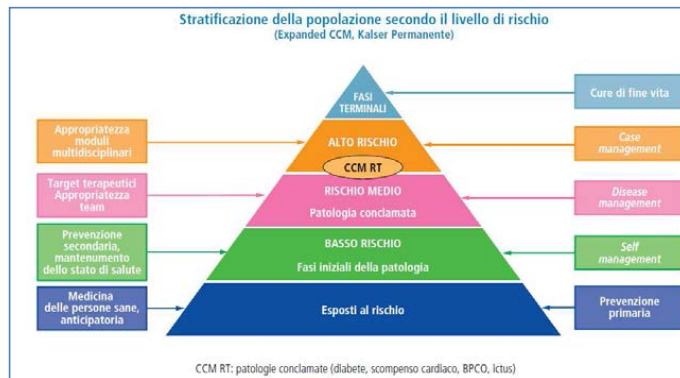 Stratificazione della popolazione secondo il livello di rischio
(Expanded CCM, Kalser Permanente)
FASI
TERMINALI
Cure di fine vita
Appropriatezza
moduli
multidisciplinari
ALTO RISCHIO
Case
management
CCM RT
Target terapeutici
Appropriatezza
team
RISCHIO MEDIO
Patologia conclamata
Disease
management
Prevenzione
secondaria,
mantenumento
dello stato di salute
BASSO RISCHIO
Fasi iniziali della patologia
Self
management
Medicina
delle persone sane,
anticipatoria
Esposti al rischio
Prevenzione
primaria
CCM RT: patologie conclamate (diabete, scompenso cardiaco, BPCO, Ictus)